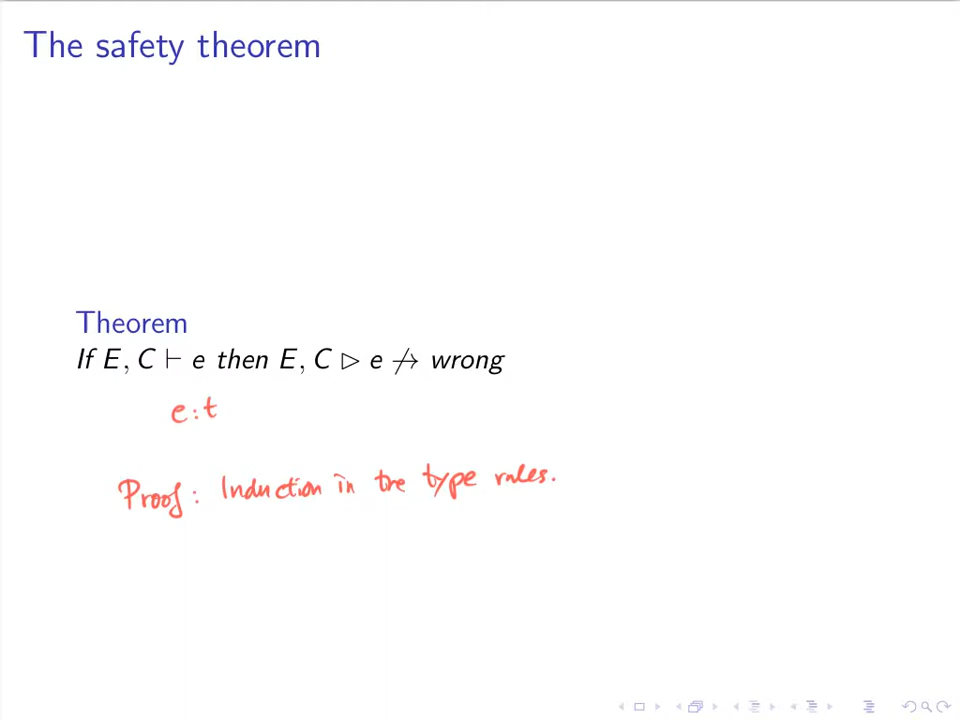 The safety theorem
Theorem
If E, C ⊢ e then E, C ▷ e ↛ wrong
e : t
Proof : Induction in the type rules.